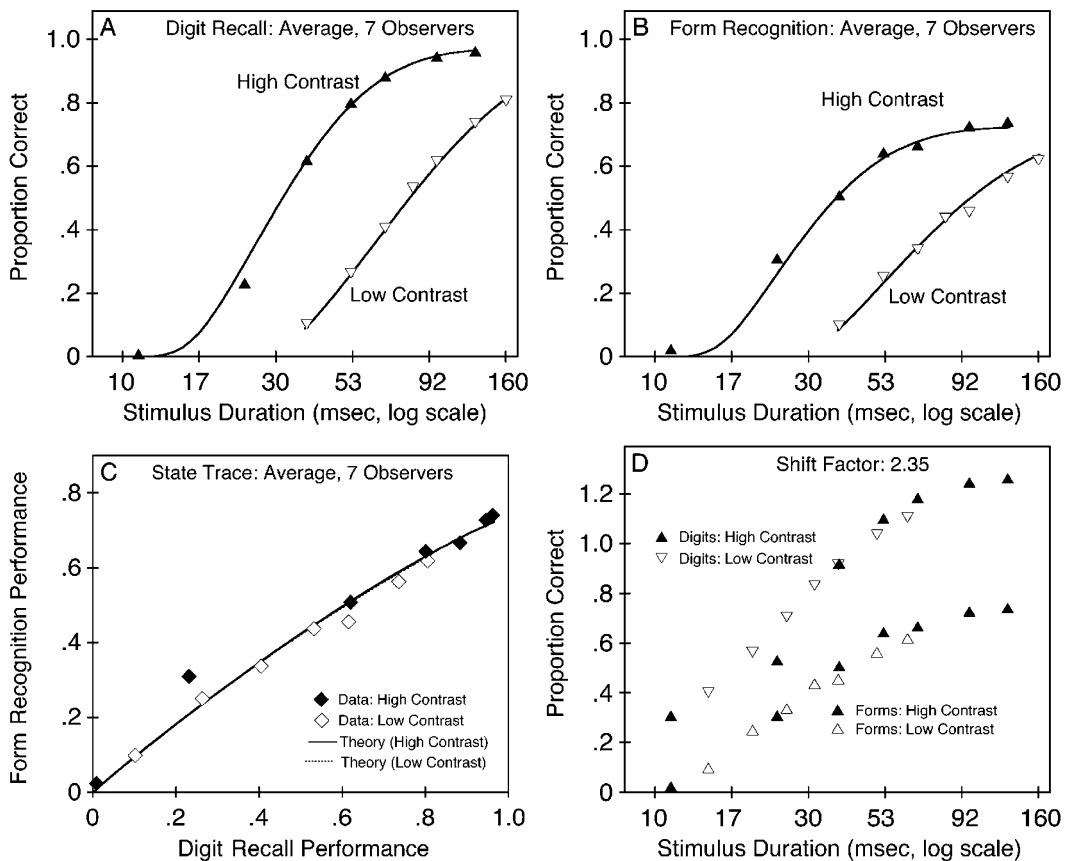 A
Digit Recall: Average, 7 Observers
1.0
.8
.6
.4
.2
0
Proportion Correct
High Contrast
Low Contrast
10 17 30 53 92 160
Stimulus Duration (msec, log scale)
B
Form Recognition: Average, 7 Observers
1.0
.8
.6
.4
.2
0
Proportion Correct
High Contrast
Low Contrast
10 17 30 53 92 160
Stimulus Duration (msec, log scale)
C
State Trace: Average, 7 Observers
.8
.6
.4
.2
0
Form Recognition Performance
Data: High Contrast
Data: Low Contrast
Theory (High Contrast)
Theory (Low Contrast)
0 .2 .4 .6 .8 1.0
Digit Recall Performance
D
Shift Factor: 2.35
1.2
1.0
.8
.6
.4
.2
0
Proportion Correct
Digits: High Contrast
Digits: Low Contrast
Forms: High Contrast
Forms: Low Contrast
10 17 30 53 92 160
Stimulus Duration (msec, log scale)